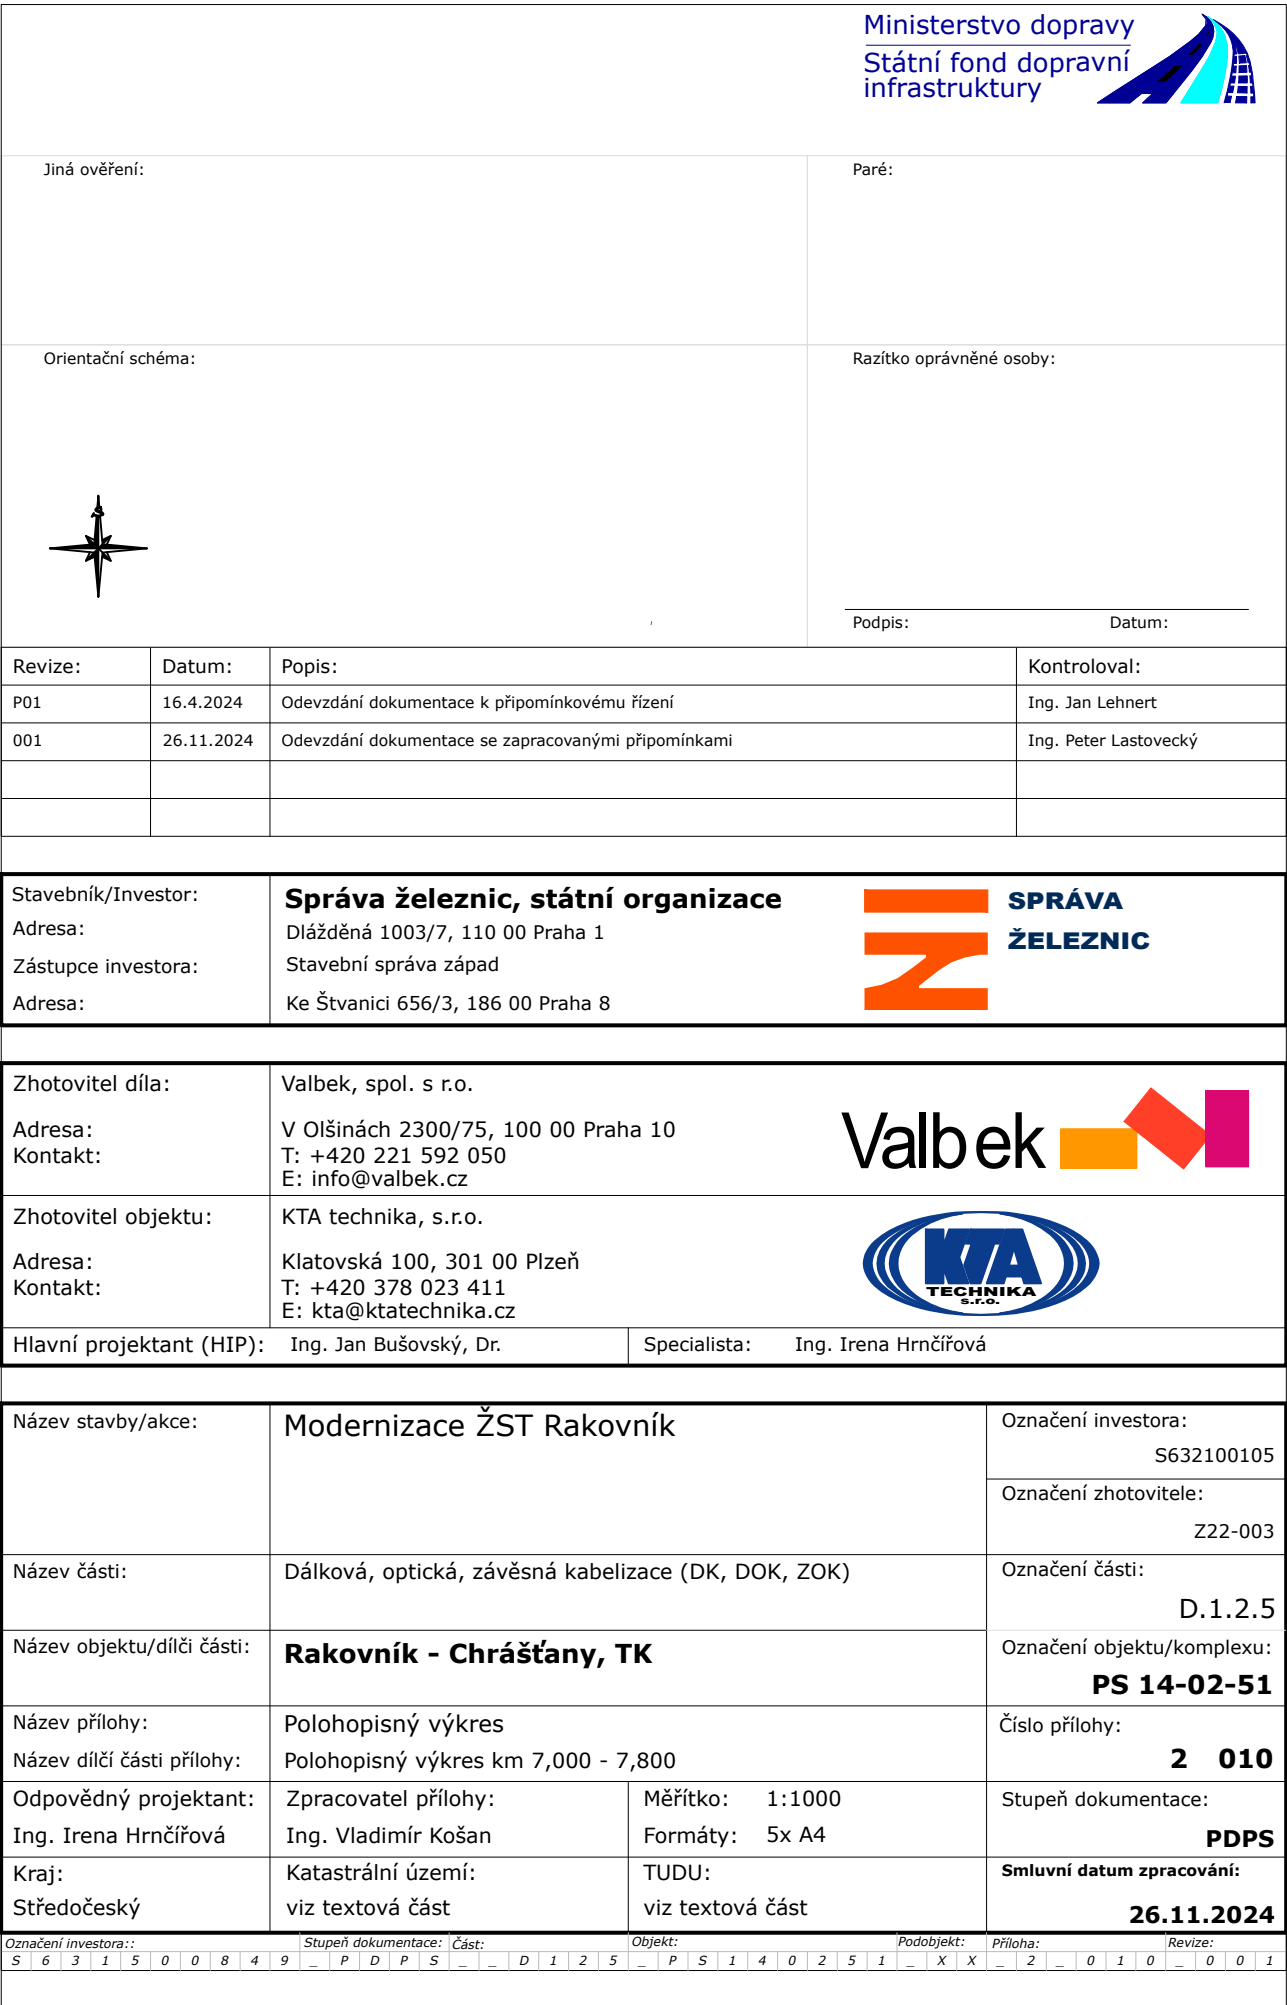 Ministerstvo dopravy
Státní fond dopravní
infrastruktury
Jiná ověření:
Paré:
Orientační schéma:
Razítko oprávněné osoby:
S
Podpis: Datum:
Revize: Datum: Popis: Kontroloval:
P01 16.4.2024 Odevzdání dokumentace k připomínkovému řízení Ing. Jan Lehnert
001 26.11.2024 Odevzdání dokumentace se zapracovanými připomínkami Ing. Peter Lastovecký
Stavebník/Investor: Správa železnic, státní organizace
Adresa: Dlážděná 1003/7, 110 00 Praha 1
Zástupce investora: Stavební správa západ
Adresa: Ke Štvanici 656/3, 186 00 Praha 8
SPRÁVA
ŽELEZNIC
Zhotovitel díla: Valbek, spol. s r.o.
Adresa: V Olšinách 2300/75, 100 00 Praha 10
Kontakt: T: +420 221 592 050
E: info@valbek.cz
Valbek
Zhotovitel objektu: KTA technika, s.r.o.
Adresa: Klatovská 100, 301 00 Plzeň
Kontakt: T: +420 378 023 411
E: kta@ktatechnika.cz
KTA
TECHNIKA
s.r.o.
Hlavní projektant (HIP): Ing. Jan Bušovský, Dr. Specialista: Ing. Irena Hrnčířová
Název stavby/akce: Modernizace ŽST Rakovník
Označení investora:
S632100105
Označení zhotovitele:
Z22-003
Název části: Dálková, optická, závěsná kabelizace (DK, DOK, ZOK)
Označení části:
D.1.2.5
Název objektu/dílči části: Rakovník - Chrášťany, TK
Označení objektu/komplexu:
PS 14-02-51
Název přílohy: Polohopisný výkres
Název dílčí části přílohy: Polohopisný výkres km 7,000 - 7,800
Číslo přílohy:
2 010
Odpovědný projektant: Zpracovatel přílohy: Měřítko: 1:1000
Ing. Irena Hrnčířová Ing. Vladimír Košan Formáty: 5x A4
Stupeň dokumentace:
PDPS
Kraj: Katastrální území: TUDU:
Středočeský viz textová část viz textová část
Smluvní datum zpracování:
26.11.2024
Označení investora:: Stupeň dokumentace: Část: Objekt: Podobjekt: Příloha: Revize:
S 6 3 1 5 0 0 8 4 9 _ P D P S _ _ D 1 2 5 _ P S 1 4 0 2 5 1 _ X X _ 2 _ 0 1 0 _ 0 0 1